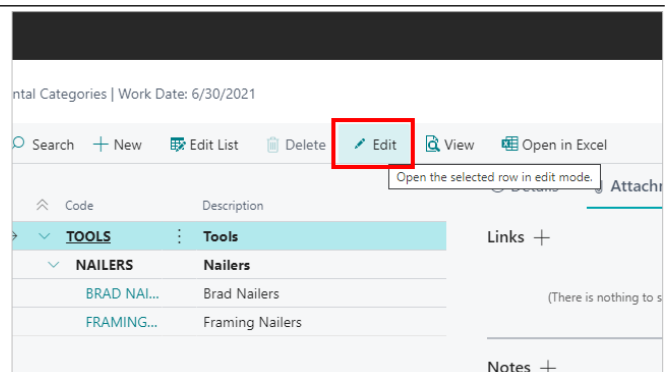 ntal Categories | Work Date: 6/30/2021
Search + New Edit List Delete Edit View Open in Excel
Open the selected row in edit mode.
Details Attachr
Code Description
TOOLS Tools
Links +
NAILERS Nailers
BRAD NAI... Brad Nailers
(There is nothing to s
FRAMING... Framing Nailers
Notes +